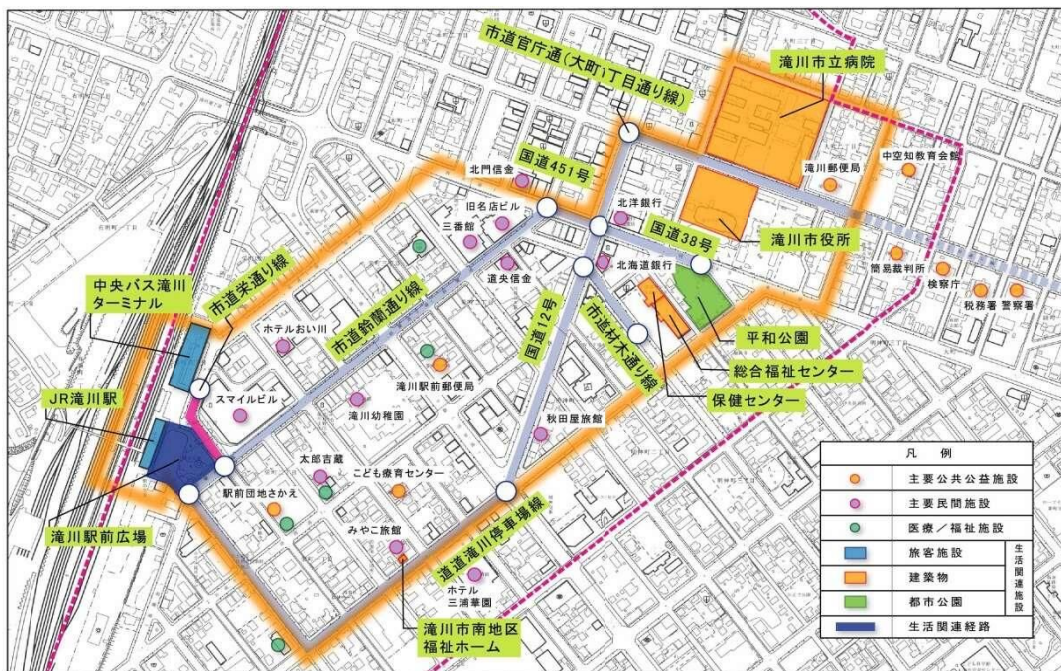 市道官庁通(大町1丁目通り線)
滝川市立病院
国道451号
北門信金
旧名店ビル
三番館
北洋銀行
滝川郵便局
中空知教育会館
滝川市役所
国道38号
北海道銀行
道央信金
簡易裁判所
検察庁
税務署
警察署
中央バス滝川
ターミナル
市道栄通り線
市道鈴蘭通り線
国道12号
市道材木通り線
平和公園
総合福祉センター
保健センター
ホテルおい川
滝川駅前郵便局
JR滝川駅
スマイルビル
滝川幼稚園
秋田屋旅館
太郎吉蔵
こども療育センター
駅前団地さかえ
滝川駅前広場
みやこ旅館
道道滝川停車場線
ホテル
三浦華園
滝川市南地区
福祉ホーム
凡 例
主要公共公益施設
主要民間施設
医療/福祉施設
旅客施設
建築物
都市公園
生活関連施設
生活関連経路